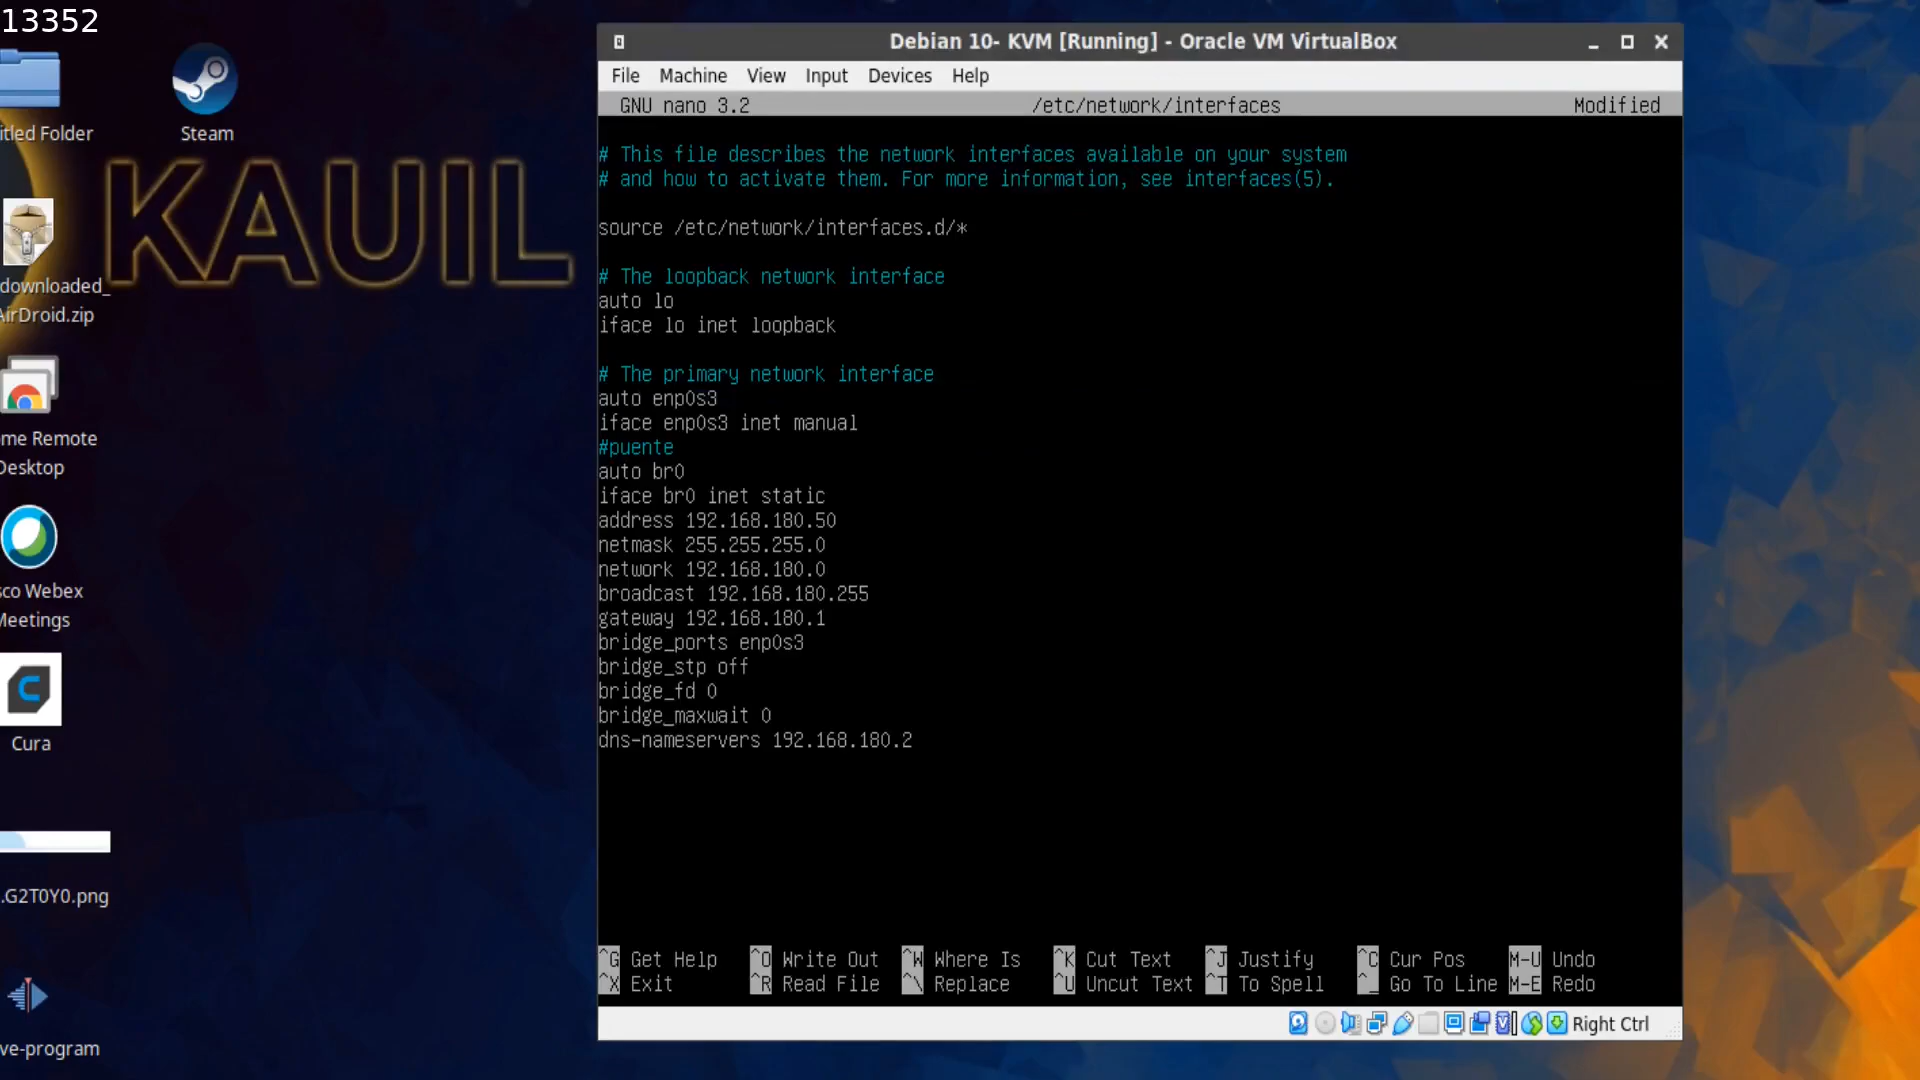 13352
itled Folder
Steam
KAUIL
downloaded_
AirDroid.zip
ome Remote
Desktop
sco Webex
Meetings
Cura
.G2T0Y0.png
ve-program
Debian 10- KVM [Running] - Oracle VM VirtualBox
File Machine View Input Devices Help
GNU nano 3.2 /etc/network/interfaces Modified
# This file describes the network interfaces available on your system
# and how to activate them. For more information, see interfaces(5).
source /etc/network/interfaces.d/*
# The loopback network interface
auto lo
iface lo inet loopback
# The primary network interface
auto enp0s3
iface enp0s3 inet manual
#puente
auto br0
iface br0 inet static
address 192.168.180.50
netmask 255.255.255.0
network 192.168.180.0
broadcast 192.168.180.255
gateway 192.168.180.1
bridge_ports enp0s3
bridge_stp off
bridge_fd 0
bridge_maxwait 0
dns-nameservers 192.168.180.2
^G Get Help ^O Write Out ^W Where Is ^K Cut Text ^J Justify ^C Cur Pos M-U Undo
^X Exit ^R Read File ^\ Replace ^U Uncut Text ^T To Spell ^_ Go To Line M-E Redo
Right Ctrl